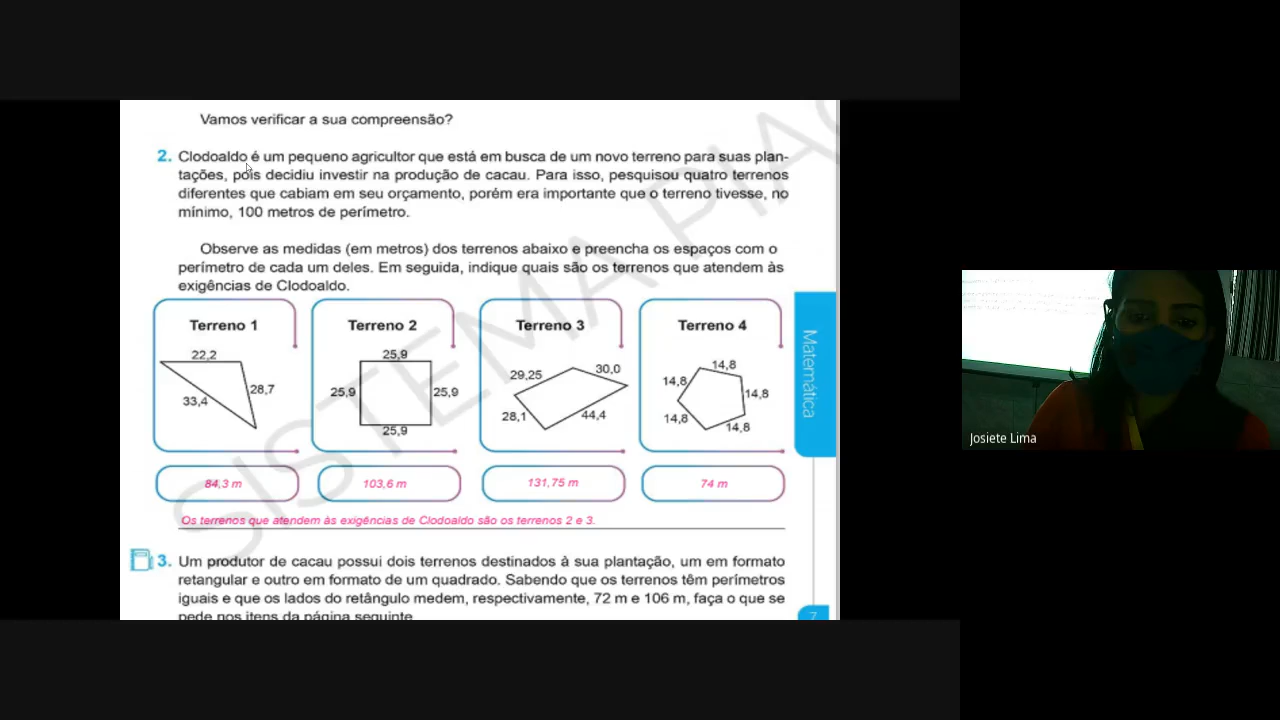 Vamos verificar a sua compreensão?
2. Clodoaldo é um pequeno agricultor que está em busca de um novo terreno para suas plan-
tações, pois decidiu investir na produção de cacau. Para isso, pesquisou quatro terrenos
diferentes que cabiam em seu orçamento, porém era importante que o terreno tivesse, no
mínimo, 100 metros de perímetro.
Observe as medidas (em metros) dos terrenos abaixo e preencha os espaços com o
perímetro de cada um deles. Em seguida, indique quais são os terrenos que atendem às
exigências de Clodoaldo.
Terreno 1
22,2
28,7
33,4
84,3 m
Terreno 2
25,9
25,9
25,9
25,9
103,6 m
Terreno 3
29,25
30,0
28,1
44,4
131,75 m
Terreno 4
14,8
14,8
14,8
14,8
14,8
74 m
Os terrenos que atendem às exigências de Clodoaldo são os terrenos 2 e 3.
3. Um produtor de cacau possui dois terrenos destinados à sua plantação, um em formato
retangular e outro em formato de um quadrado. Sabendo que os terrenos têm perímetros
iguais e que os lados do retângulo medem, respectivamente, 72 m e 106 m, faça o que se
pede nos itens da página seguinte
Matemática
7
SISTEMA
Josiete Lima